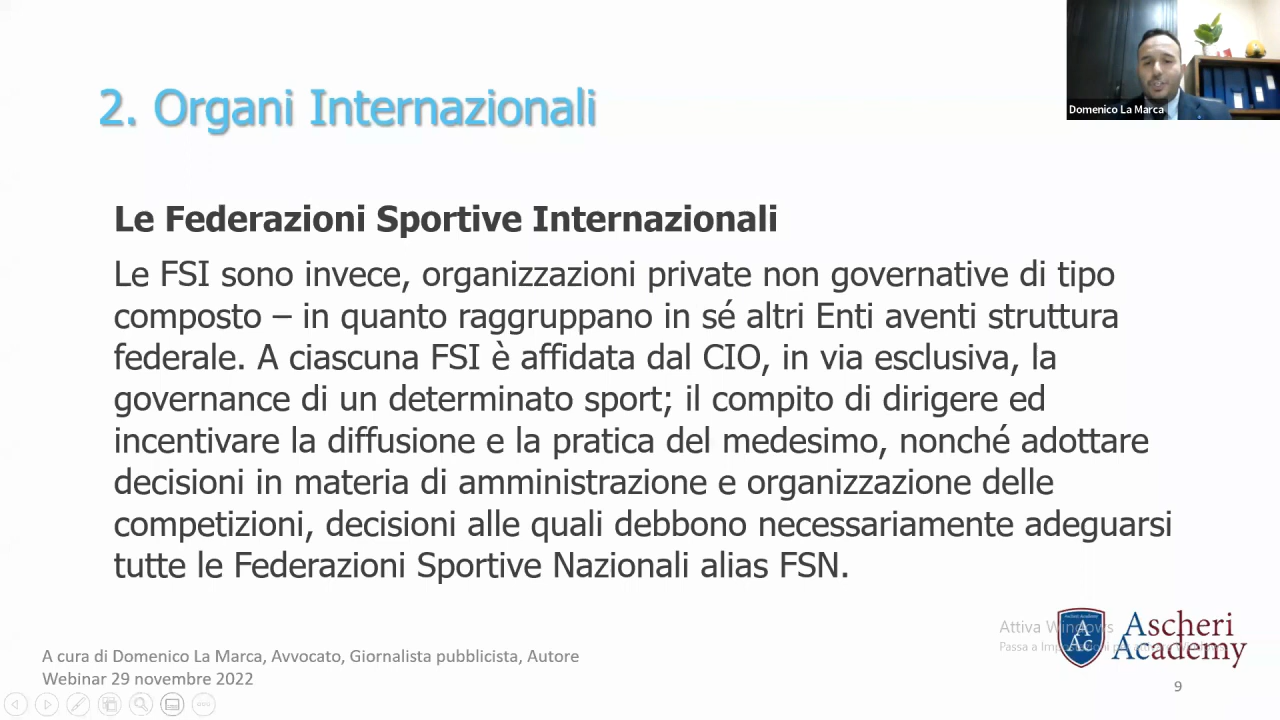 Domenico La Marca
2. Organi Internazionali
Le Federazioni Sportive Internazionali
Le FSI sono invece, organizzazioni private non governative di tipo
composto – in quanto raggruppano in sé altri Enti aventi struttura
federale. A ciascuna FSI è affidata dal CIO, in via esclusiva, la
governance di un determinato sport; il compito di dirigere ed
incentivare la diffusione e la pratica del medesimo, nonché adottare
decisioni in materia di amministrazione e organizzazione delle
competizioni, decisioni alle quali debbono necessariamente adeguarsi
tutte le Federazioni Sportive Nazionali alias FSN.
Attiva Windows
Passa a
A
Ac
Ascheri
Academy
A cura di Domenico La Marca, Avvocato, Giornalista pubblicista, Autore
Webinar 29 novembre 2022
9